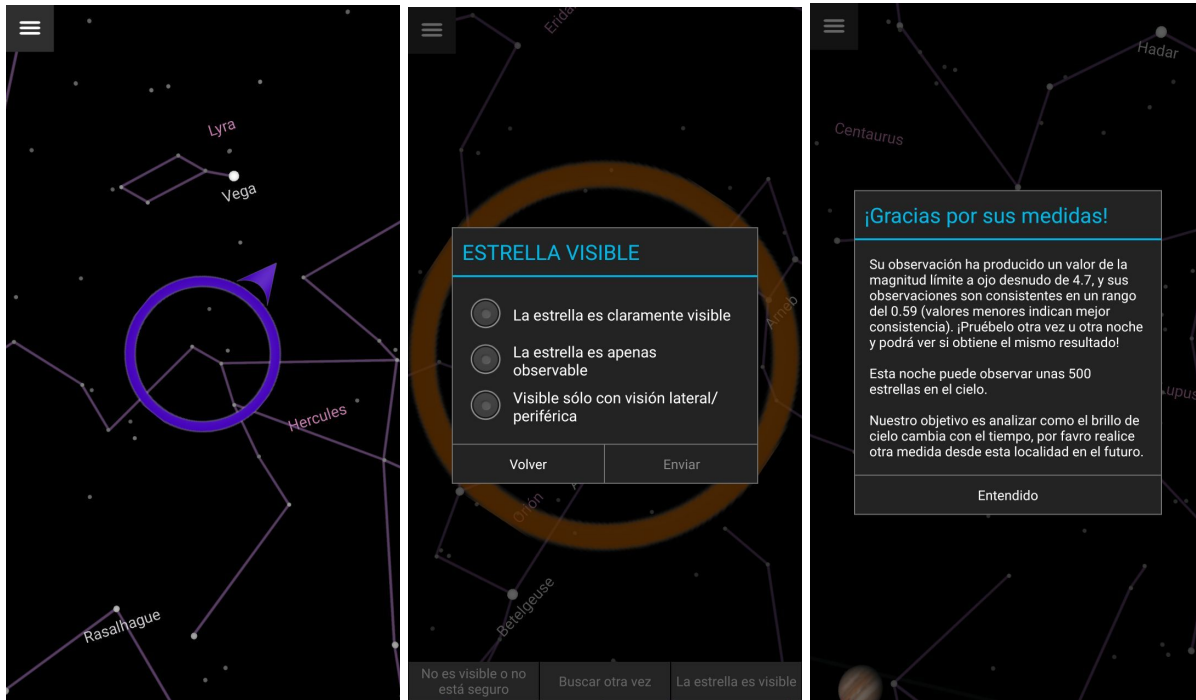 Lyra
Vega
Hercules
Rasalhague
Eridan
ESTRELLA VISIBLE
La estrella es claramente visible
La estrella es apenas
observable
Visible sólo con visión lateral/
periférica
Volver
Enviar
Arneb
Orión
Betelgeuse
No es visible o no
está seguro
Buscar otra vez
La estrella es visible
Hadar
Centaurus
¡Gracias por sus medidas!
Su observación ha producido un valor de la
magnitud límite a ojo desnudo de 4.7, y sus
observaciones son consistentes en un rango
del 0.59 (valores menores indican mejor
consistencia). ¡Pruébelo otra vez u otra noche
y podrá ver si obtiene el mismo resultado!
Esta noche puede observar unas 500
estrellas en el cielo.
Nuestro objetivo es analizar como el brillo de
cielo cambia con el tiempo, por favro realice
otra medida desde esta localidad en el futuro.
Entendido
upus